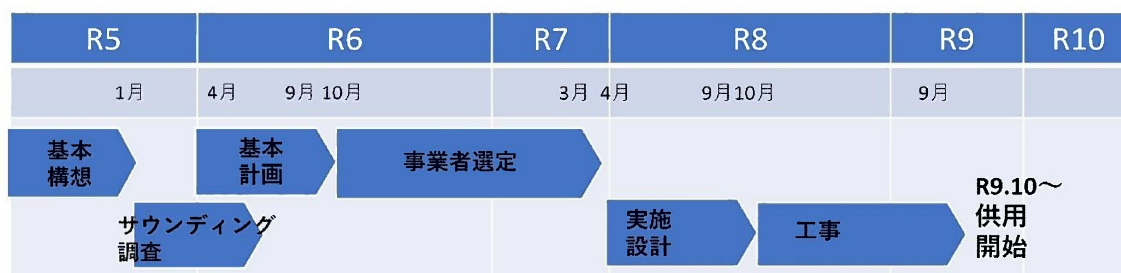 R5 R6 R7 R8 R9 R10
1月 4月 9月 10月 3月 4月 9月10月 9月
基本
構想
基本
計画
事業者選定
サウンディング
調査
実施
設計
工事
R9.10～
供用
開始